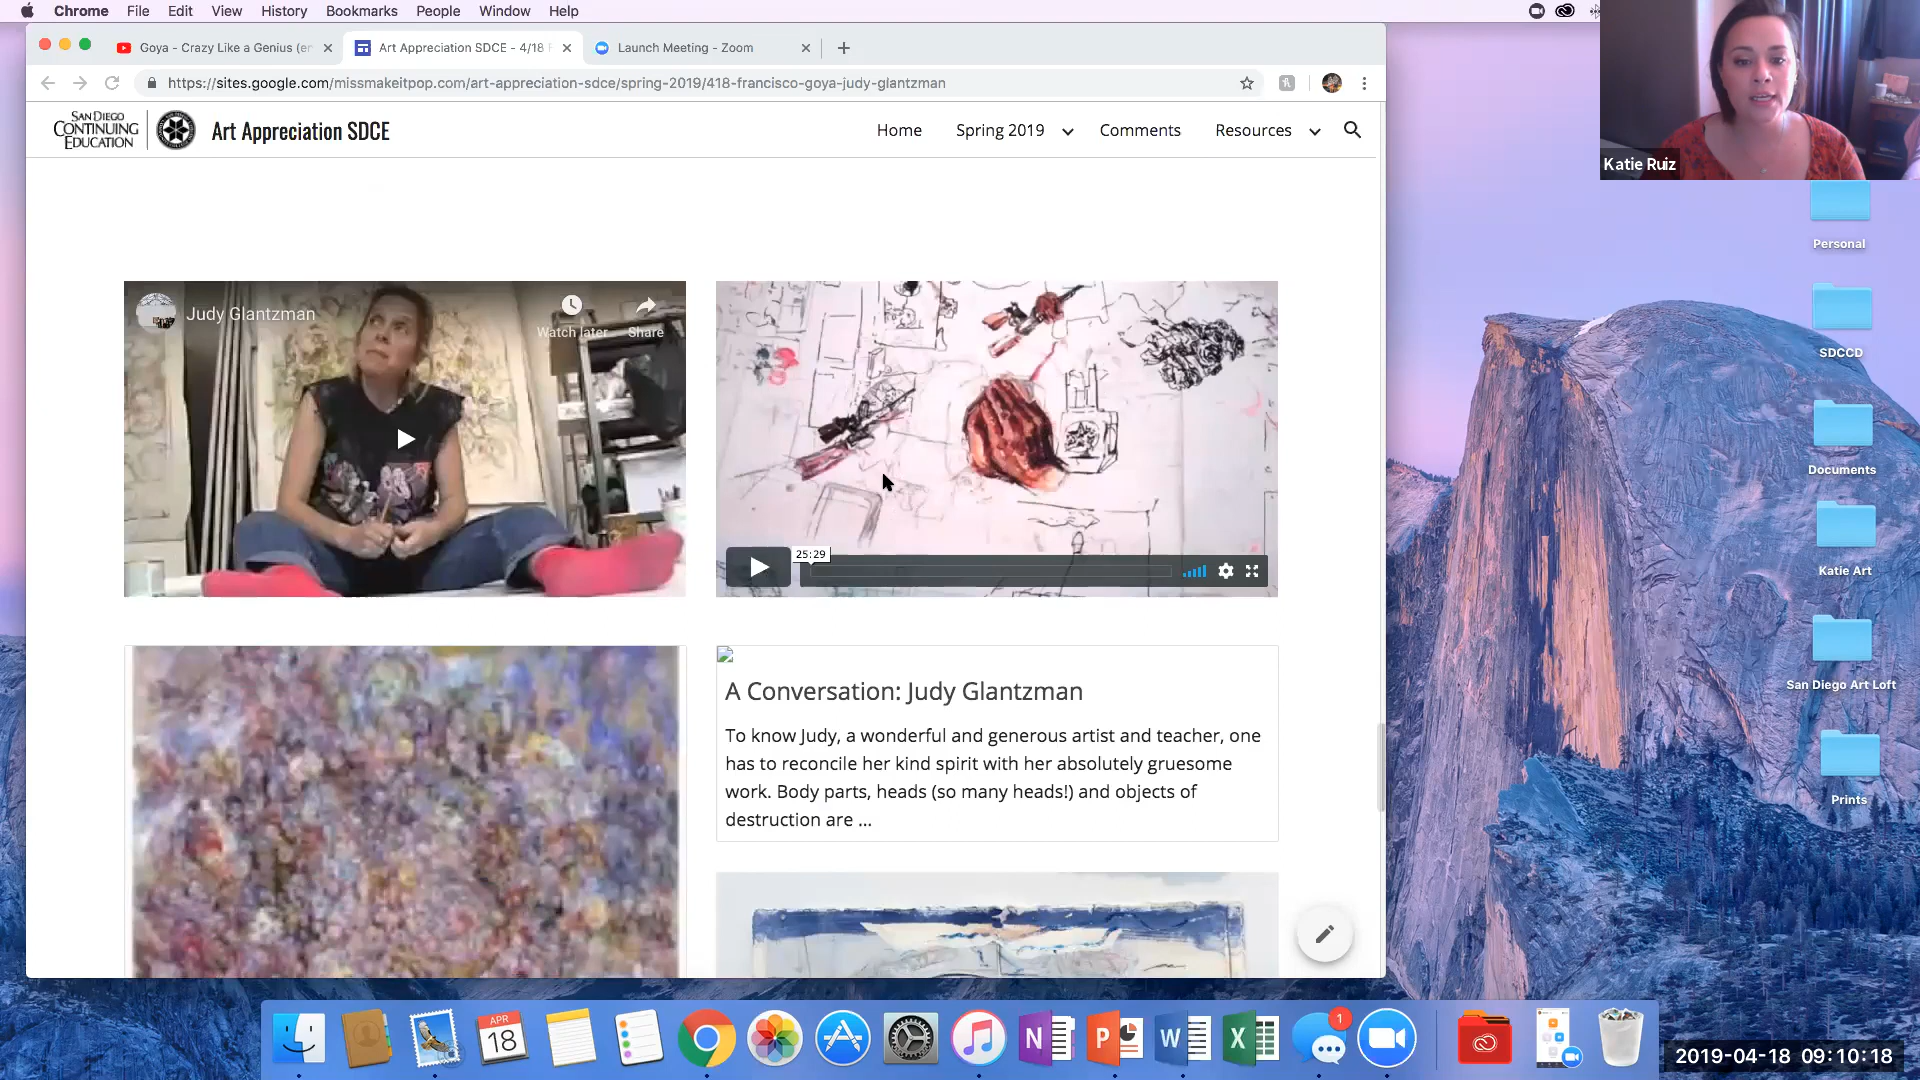 Chrome File Edit View History Bookmarks People Window Help
Goya - Crazy Like a Genius (en
Art Appreciation SDCE - 4/18 F
Launch Meeting - Zoom
https://sites.google.com/missmakeitpop.com/art-appreciation-sdce/spring-2019/418-francisco-goya-judy-glantzman
SAN DIEGO
CONTINUING
EDUCATION
Art Appreciation SDCE
Home Spring 2019 Comments Resources
Katie Ruiz
Personal
SDCCD
Documents
Katie Art
San Diego Art Loft
Prints
Judy Glantzman
Watch later
Share
25:29
A Conversation: Judy Glantzman
To know Judy, a wonderful and generous artist and teacher, one
has to reconcile her kind spirit with her absolutely gruesome
work. Body parts, heads (so many heads!) and objects of
destruction are ...
APR
18
N
P
W
X
1
2019-04-18 09:10:18